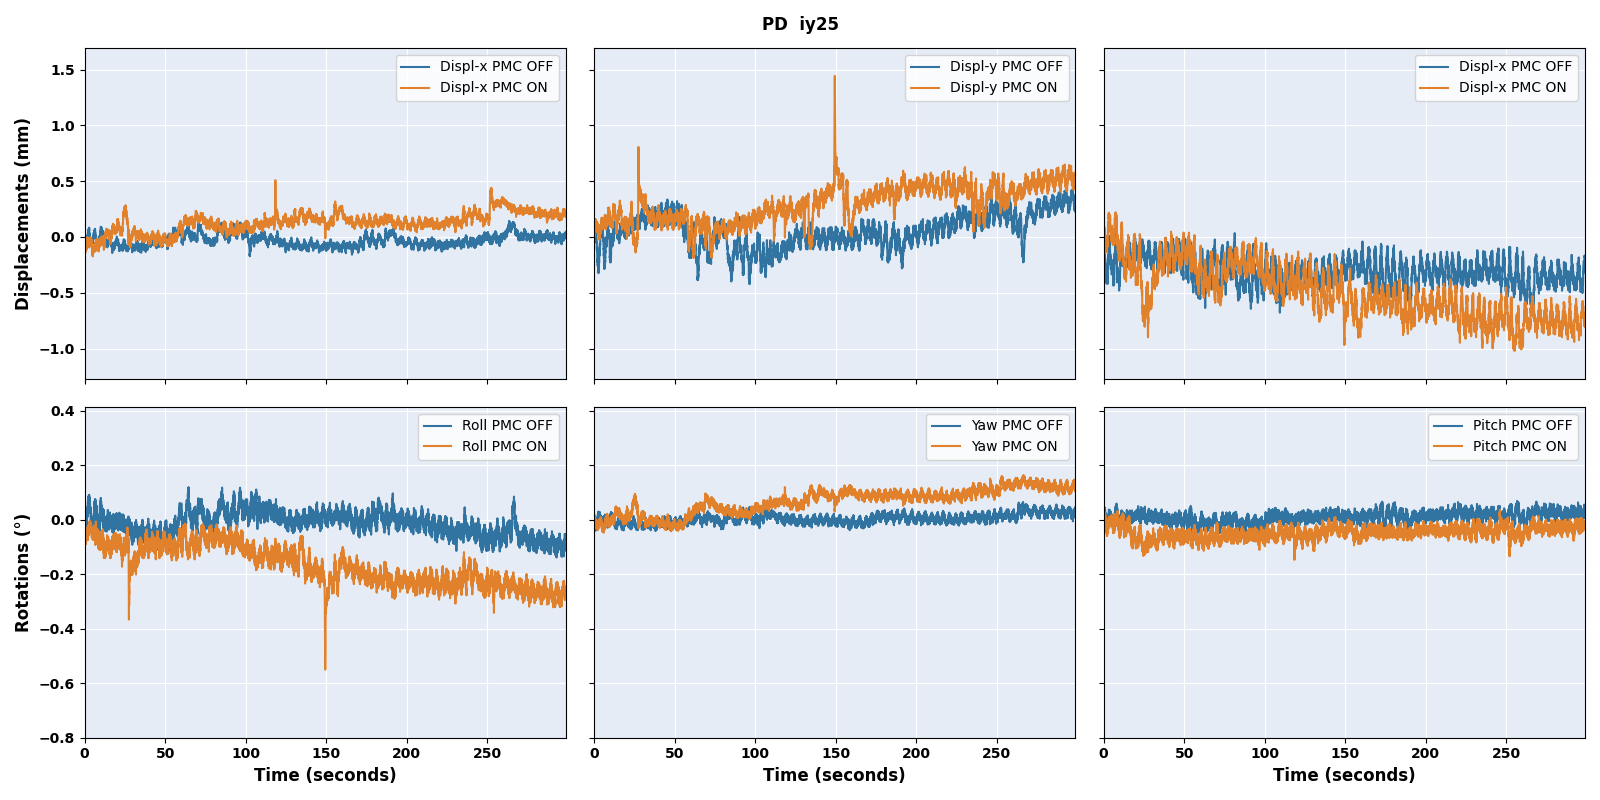 PD iy25
Displacements (mm)
1.5
1.0
0.5
0.0
−0.5
−1.0
Displ-x PMC OFF
Displ-x PMC ON
Displ-y PMC OFF
Displ-y PMC ON
Displ-x PMC OFF
Displ-x PMC ON
Rotations (°)
0.4
0.2
0.0
−0.2
−0.4
−0.6
−0.8
Roll PMC OFF
Roll PMC ON
Yaw PMC OFF
Yaw PMC ON
Pitch PMC OFF
Pitch PMC ON
0 50 100 150 200 250
0 50 100 150 200 250
0 50 100 150 200 250
Time (seconds)
Time (seconds)
Time (seconds)